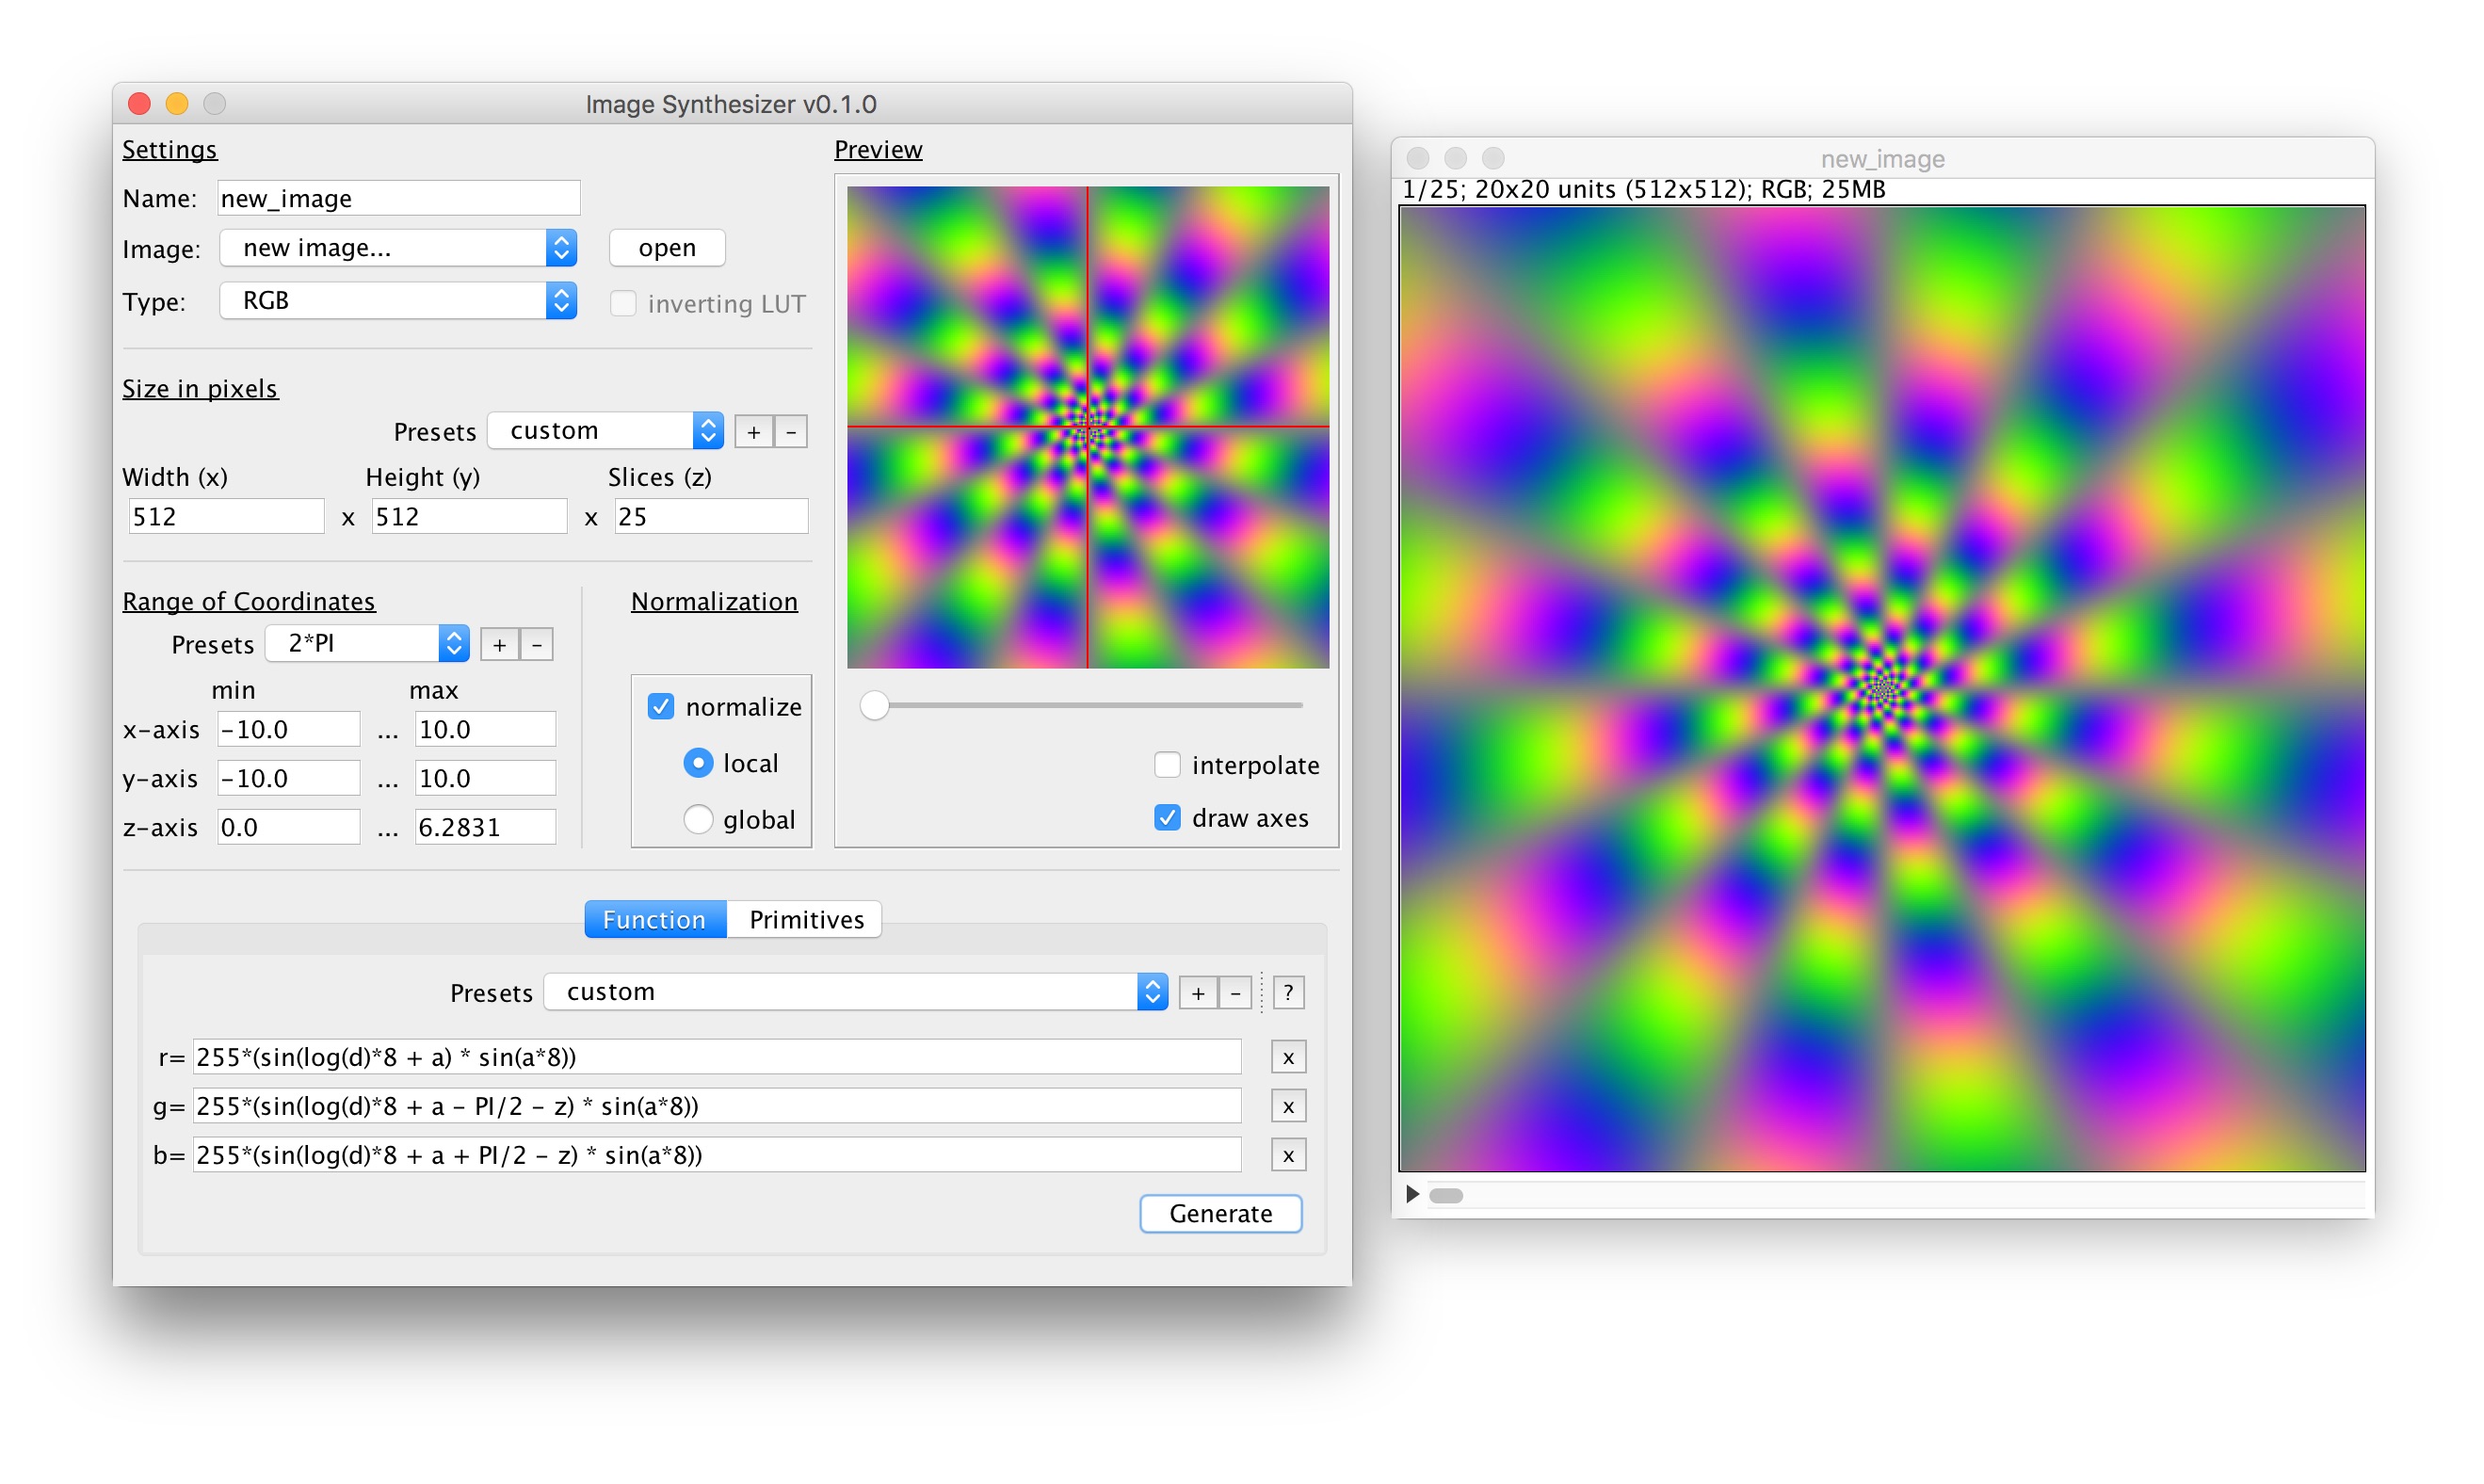 Image Synthesizer v0.1.0
Settings
Name: new_image
Image: new image... open
Type: RGB inverting LUT
Size in pixels
Presets custom + -
Width (x) Height (y) Slices (z)
512 x 512 x 25
Range of Coordinates
Presets 2*PI + -
min max
x-axis -10.0 ... 10.0
y-axis -10.0 ... 10.0
z-axis 0.0 ... 6.2831
Normalization
normalize
local
global
Preview
interpolate
draw axes
Function Primitives
Presets custom + - ?
r= 255*(sin(log(d)*8 + a) * sin(a*8)) x
g= 255*(sin(log(d)*8 + a - PI/2 - z) * sin(a*8)) x
b= 255*(sin(log(d)*8 + a + PI/2 - z) * sin(a*8)) x
Generate
new_image
1/25; 20x20 units (512x512); RGB; 25MB